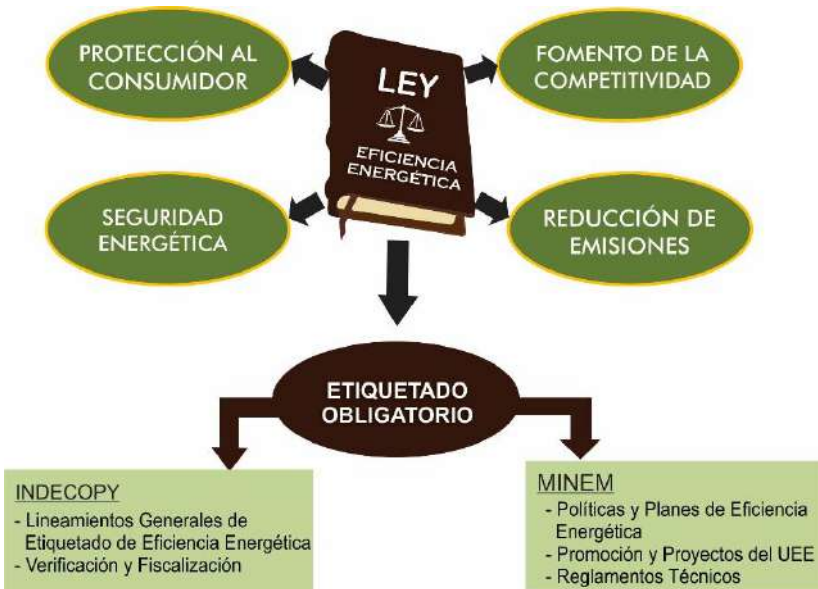 PROTECCIÓN AL
CONSUMIDOR
LEY
EFICIENCIA
ENERGÉTICA
FOMENTO DE LA
COMPETITIVIDAD
SEGURIDAD
ENERGÉTICA
REDUCCIÓN DE
EMISIONES
ETIQUETADO
OBLIGATORIO
INDECOPY
- Lineamientos Generales de
Etiquetado de Eficiencia Energética
- Verificación y Fiscalización
MINEM
- Políticas y Planes de Eficiencia
Energética
- Promoción y Proyectos del UEE
- Reglamentos Técnicos